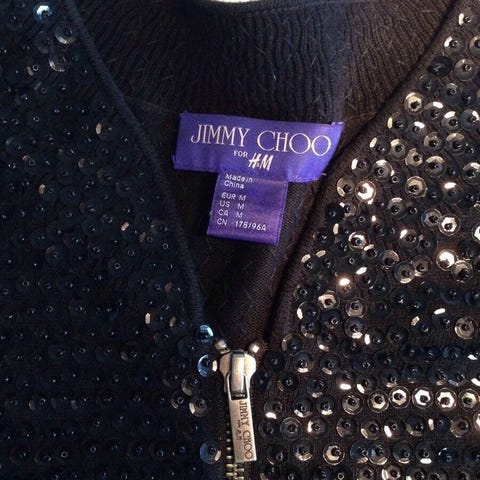 JIMMY CHOO
FOR H&M
Made in
China
EUR M
US M
CA M
CN 175/96A
JIMMY CHOO